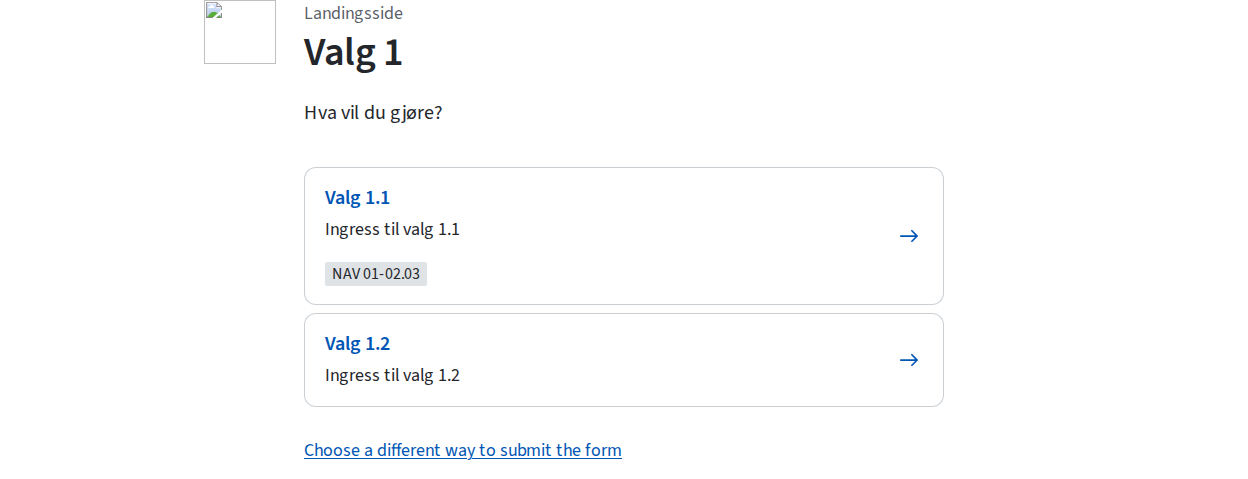 Landingsside
Valg 1
Hva vil du gjøre?
Valg 1.1
Ingress til valg 1.1
NAV 01-02.03
Valg 1.2
Ingress til valg 1.2
Choose a different way to submit the form